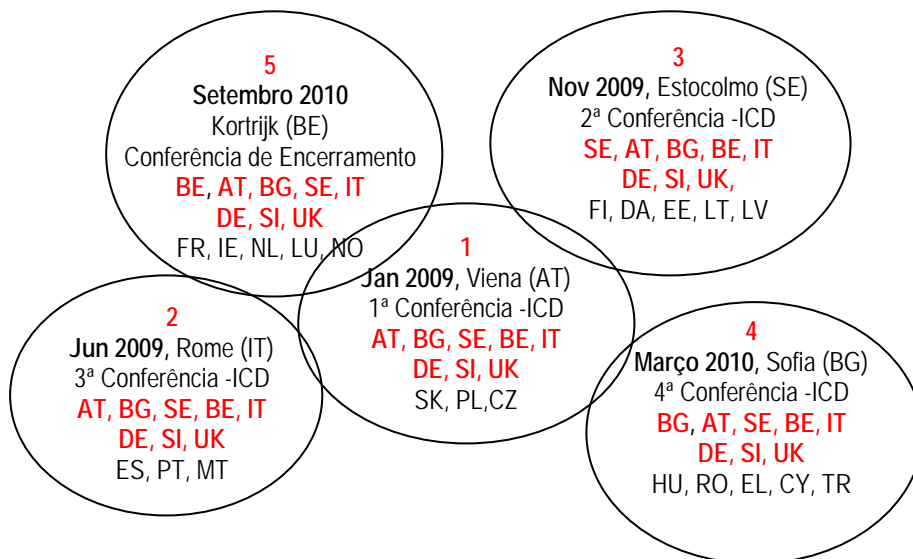 5
Setembro 2010
Kortrijk (BE)
Conferência de Encerramento
BE, AT, BG, SE, IT
DE, SI, UK
FR, IE, NL, LU, NO
3
Nov 2009, Estocolmo (SE)
2ª Conferência -ICD
SE, AT, BG, BE, IT
DE, SI, UK,
FI, DA, EE, LT, LV
1
Jan 2009, Viena (AT)
1ª Conferência -ICD
AT, BG, SE, BE, IT
DE, SI, UK
SK, PL,CZ
2
Jun 2009, Rome (IT)
3ª Conferência -ICD
AT, BG, SE, BE, IT
DE, SI, UK
ES, PT, MT
4
Março 2010, Sofia (BG)
4ª Conferência -ICD
BG, AT, SE, BE, IT
DE, SI, UK
HU, RO, EL, CY, TR